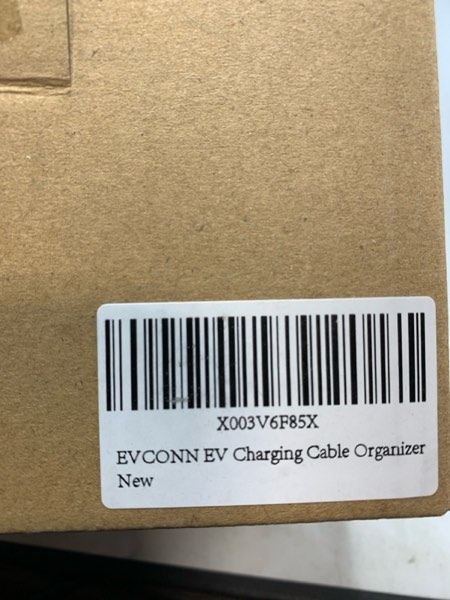 X003V6F85X
EVCONN EV Charging Cable Organizer
New